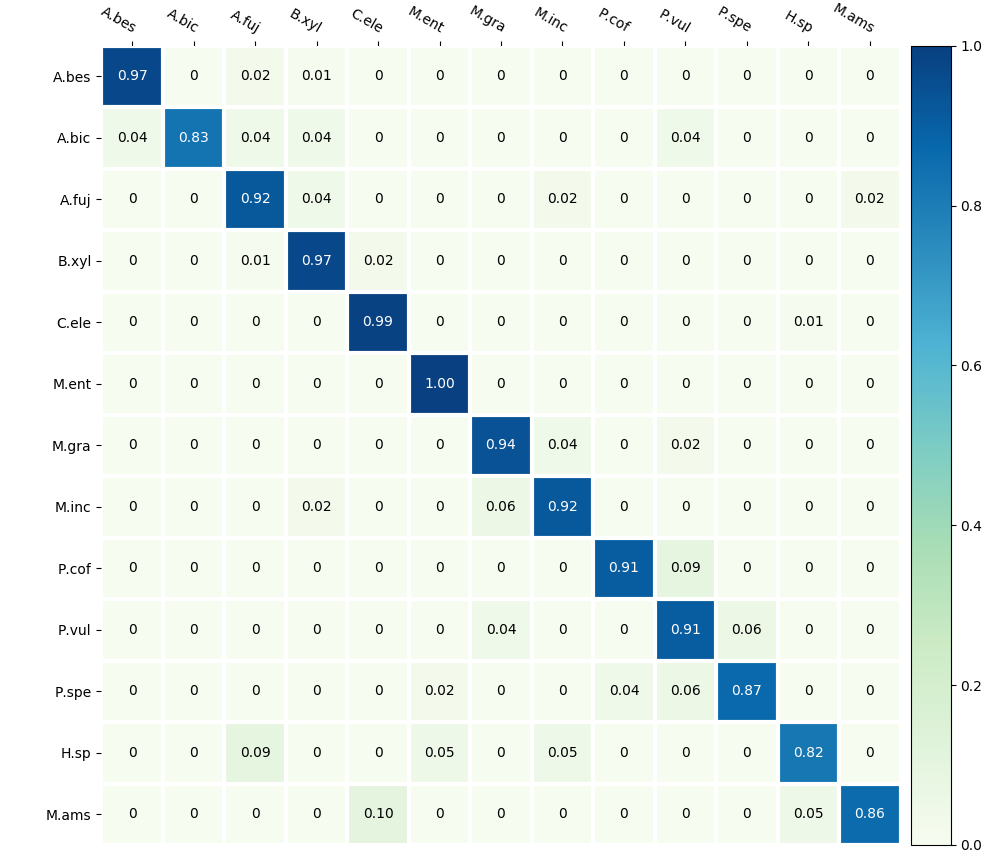 A.bes A.bic A.fuj B.xyl C.ele M.ent M.gra M.inc P.cof P.vul P.spe H.sp M.ams
A.bes 0.97 0 0.02 0.01 0 0 0 0 0 0 0 0 0
A.bic 0.04 0.83 0.04 0.04 0 0 0 0 0 0.04 0 0 0
A.fuj 0 0 0.92 0.04 0 0 0 0.02 0 0 0 0 0.02
B.xyl 0 0 0.01 0.97 0.02 0 0 0 0 0 0 0 0
C.ele 0 0 0 0 0.99 0 0 0 0 0 0 0.01 0
M.ent 0 0 0 0 0 1.00 0 0 0 0 0 0 0
M.gra 0 0 0 0 0 0 0.94 0.04 0 0.02 0 0 0
M.inc 0 0 0 0.02 0 0 0.06 0.92 0 0 0 0 0
P.cof 0 0 0 0 0 0 0 0 0.91 0.09 0 0 0
P.vul 0 0 0 0 0 0 0.04 0 0 0.91 0.06 0 0
P.spe 0 0 0 0 0 0.02 0 0 0.04 0.06 0.87 0 0
H.sp 0 0 0.09 0 0 0.05 0 0.05 0 0 0 0.82 0
M.ams 0 0 0 0 0.10 0 0 0 0 0 0 0.05 0.86
1.0
0.8
0.6
0.4
0.2
0.0